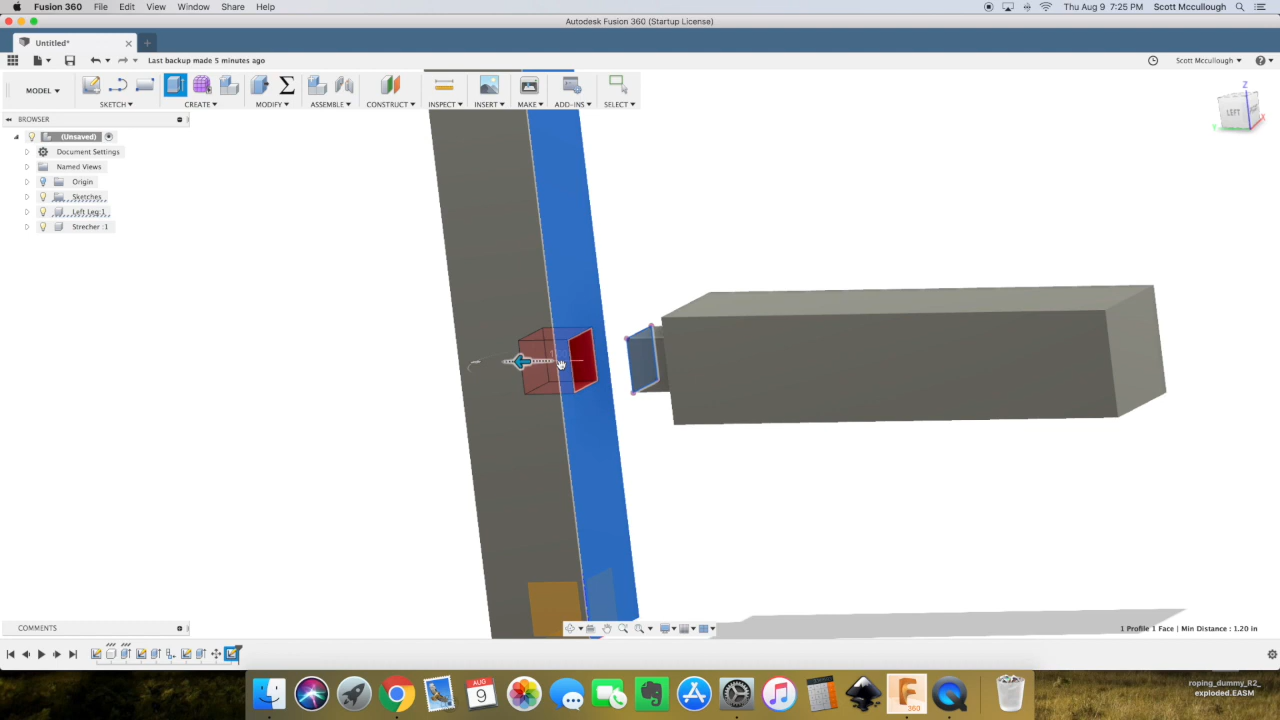 Fusion 360 File Edit View Window Share Help Thu Aug 9 7:25 PM Scott Mccullough
Autodesk Fusion 360 (Startup License)
Untitled*
Last backup made 5 minutes ago
Scott Mccullough
MODEL
SKETCH CREATE MODIFY ASSEMBLE CONSTRUCT INSPECT INSERT MAKE ADD-INS SELECT
BROWSER
(Unsaved)
Document Settings
Named Views
Origin
Sketches
Left Leg:1
Strecher :1
Z
LEFT
Y
X
COMMENTS
1 Profile 1 Face | Min Distance : 1.20 in
AUG
9
F
360
roping_dummy_R2_
exploded.EASM